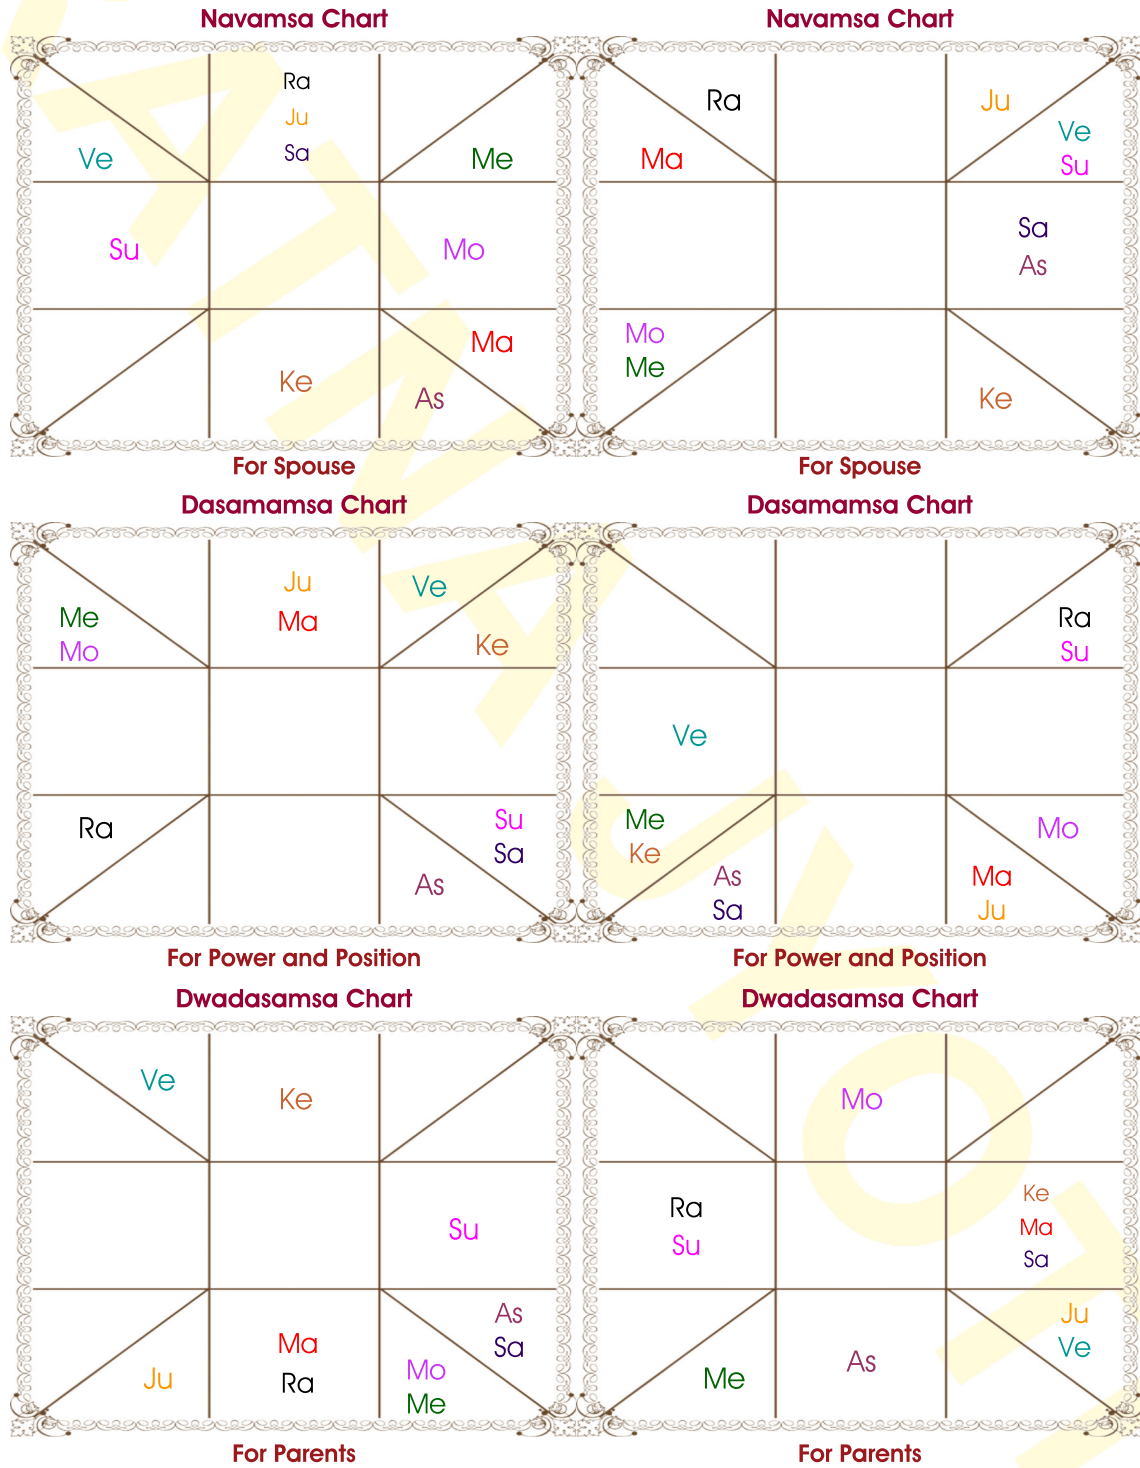 Navamsa Chart
Ra
Ju
Sa
Ve
Me
Su
Mo
Ma
Ke
As
For Spouse
Navamsa Chart
Ra
Ju
Ve
Ma
Su
Sa
As
Mo
Me
Ke
For Spouse
Dasamamsa Chart
Ju
Ve
Me
Ma
Mo
Ke
Ra
Su
Sa
As
For Power and Position
Dasamamsa Chart
Ra
Su
Ve
Me
Mo
Ke
As
Ma
Sa
Ju
For Power and Position
Dwadasamsa Chart
Ve
Ke
Su
As
Ma
Sa
Ju
Ra
Mo
Me
For Parents
Dwadasamsa Chart
Mo
Ra
Ke
Su
Ma
Sa
Ju
Ve
Me
As
For Parents
ATNA JYOTI